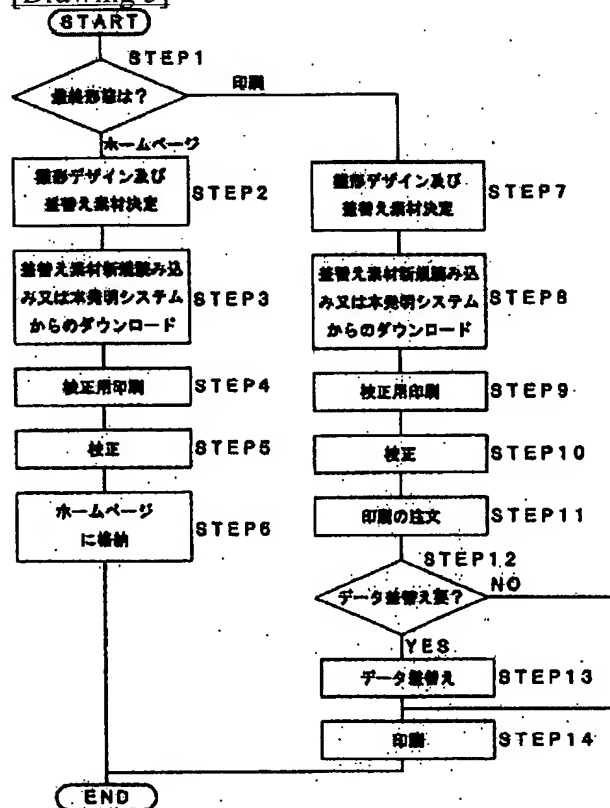 START
STEP1
最終形態は?
印刷
ホームページ
雛形デザイン及び
差替え素材決定
STEP2
差替え素材新規読み込
み又は本発明システム
からのダウンロード
STEP3
校正用印刷
STEP4
校正
STEP5
ホームページ
に格納
STEP6
雛形デザイン及び
差替え素材決定
STEP7
差替え素材新規読み込
み又は本発明システム
からのダウンロード
STEP8
校正用印刷
STEP9
校正
STEP10
印刷の注文
STEP11
STEP12
データ差替え要?
NO
YES
データ差替え
STEP13
印刷
STEP14
END